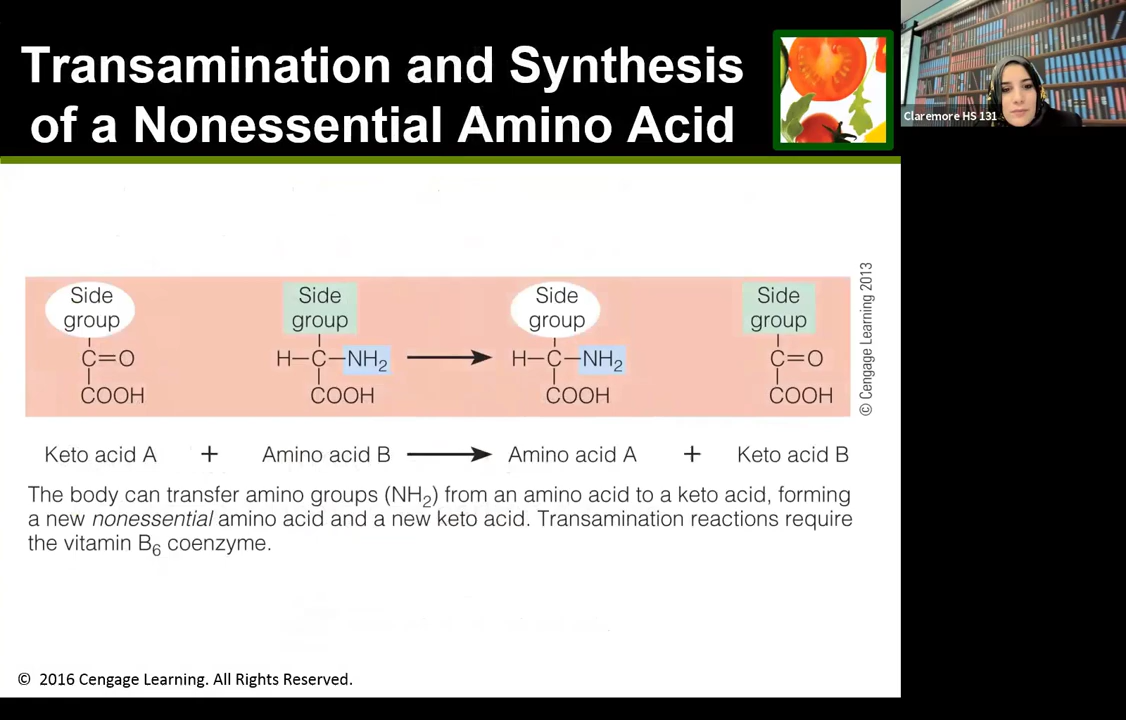 Transamination and Synthesis
of a Nonessential Amino Acid
Claremore HS 131
Side group
Side group
Side group
Side group
C=O
H–C–NH₂
H–C–NH₂
C=O
COOH
COOH
COOH
COOH
© Cengage Learning 2013
Keto acid A + Amino acid B Amino acid A + Keto acid B
The body can transfer amino groups (NH₂) from an amino acid to a keto acid, forming
a new nonessential amino acid and a new keto acid. Transamination reactions require
the vitamin B₆ coenzyme.
© 2016 Cengage Learning. All Rights Reserved.